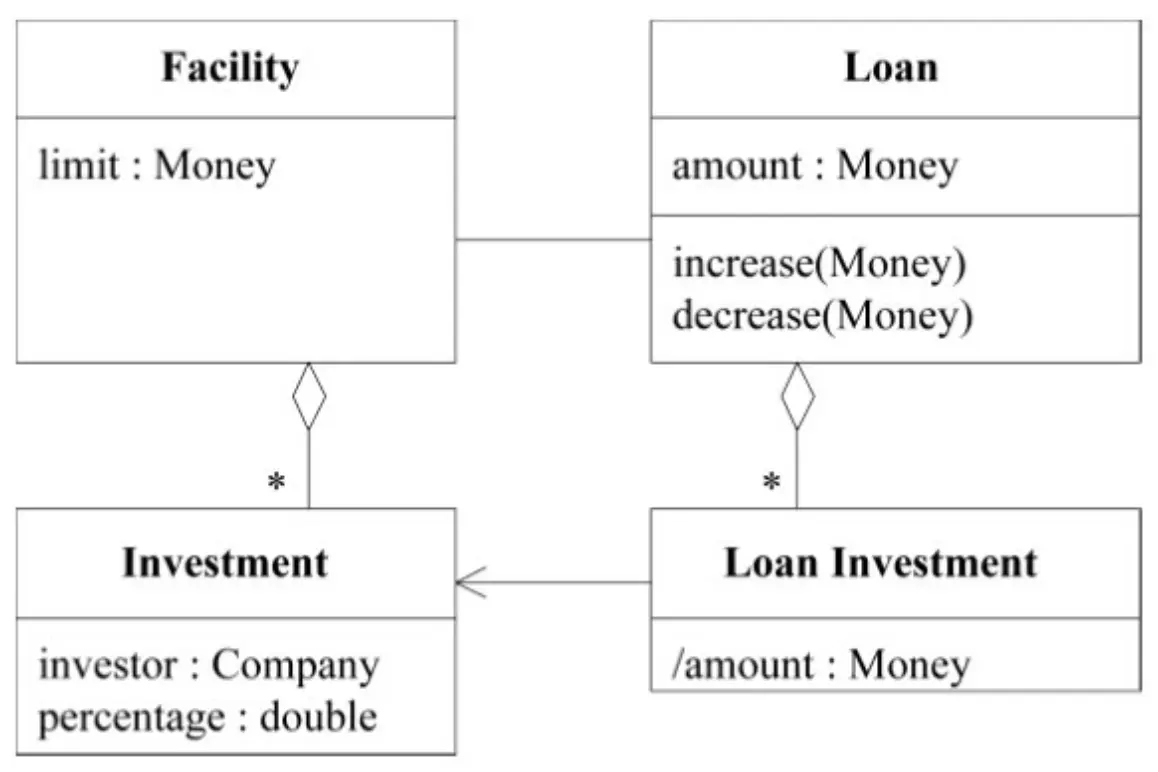 Facility
limit : Money
Loan
amount : Money
increase(Money)
decrease(Money)
*
*
Investment
investor : Company
percentage : double
Loan Investment
/amount : Money